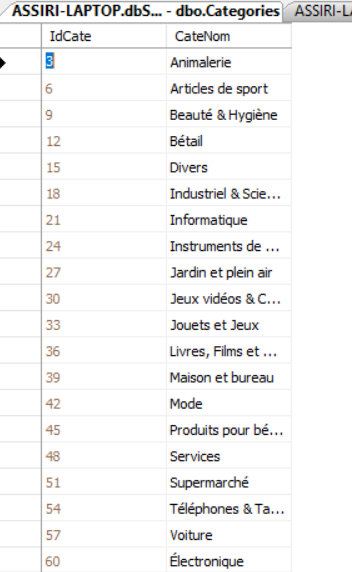 ASSIRI-LAPTOP.dbS... - dbo.Categories ASSIRI-LA
IdCate CateNom
3 Animalerie
6 Articles de sport
9 Beauté & Hygiène
12 Bétail
15 Divers
18 Industriel & Scie...
21 Informatique
24 Instruments de ...
27 Jardin et plein air
30 Jeux vidéos & C...
33 Jouets et Jeux
36 Livres, Films et ...
39 Maison et bureau
42 Mode
45 Produits pour bé...
48 Services
51 Supermarché
54 Téléphones & Ta...
57 Voiture
60 Électronique